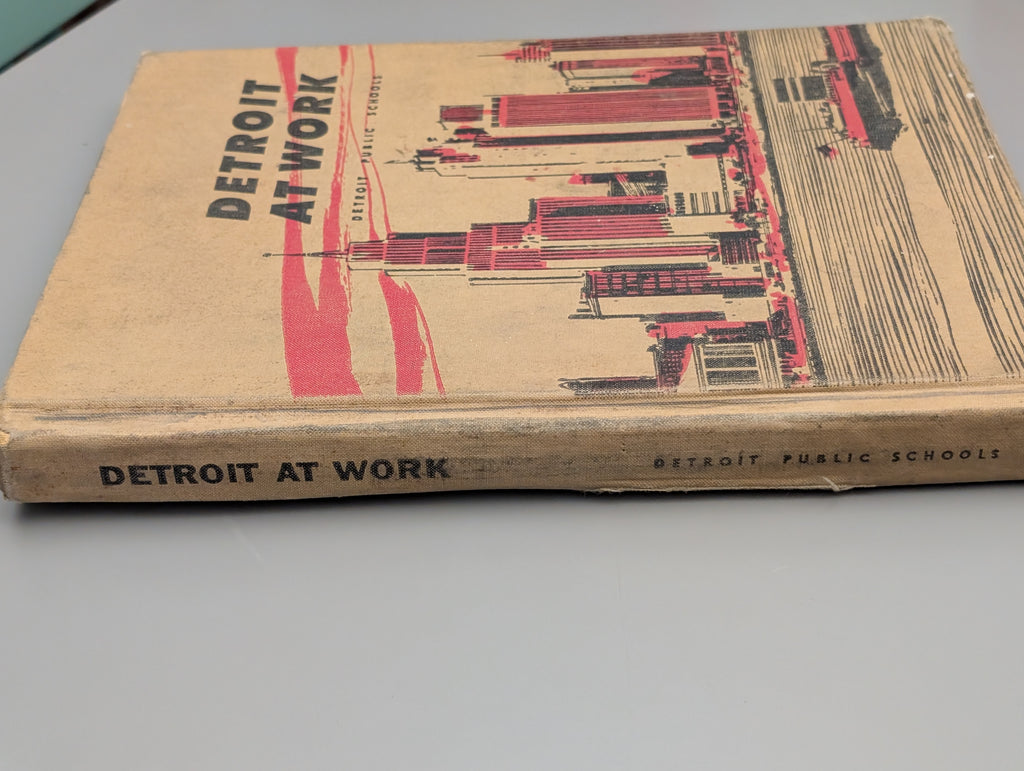 DETROIT
AT WORK
DETROIT PUBLIC SCHOOLS
DETROIT AT WORK
DETROIT PUBLIC SCHOOLS